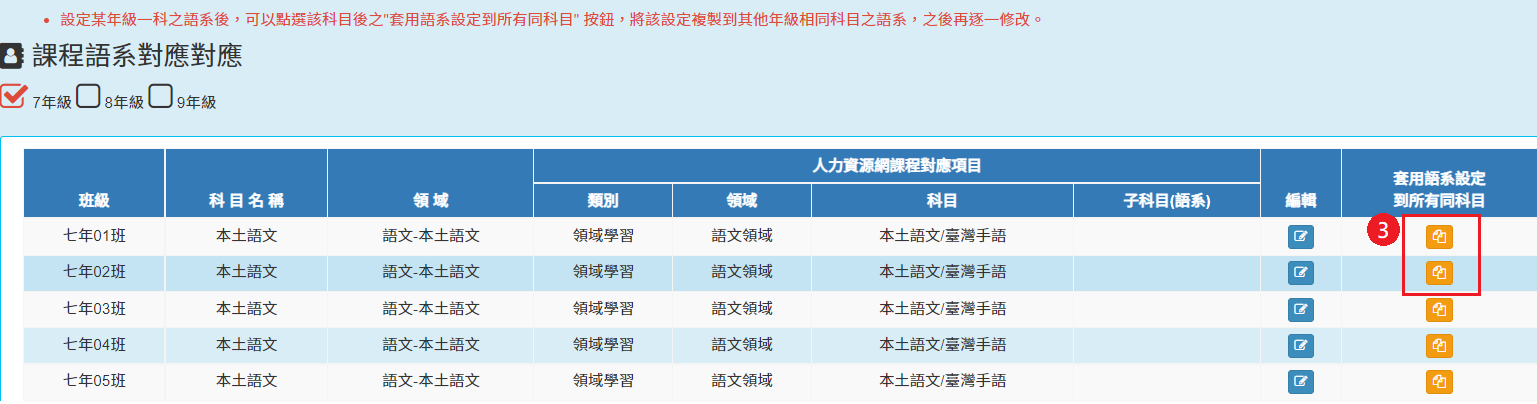 設定某年級一科之語系後，可以點選該科目後之"套用語系設定到所有同科目" 按鈕，將該設定複製到其他年級相同科目之語系，之後再逐一修改。
課程語系對應對應
7年級 8年級 9年級
人力資源網課程對應項目
班級 科 目 名 稱 領 域 類別 領域 科目 子科目(語系) 編輯 套用語系設定
到所有同科目
七年01班 本土語文 語文-本土語文 領域學習 語文領域 本土語文/臺灣手語 3
七年02班 本土語文 語文-本土語文 領域學習 語文領域 本土語文/臺灣手語
七年03班 本土語文 語文-本土語文 領域學習 語文領域 本土語文/臺灣手語
七年04班 本土語文 語文-本土語文 領域學習 語文領域 本土語文/臺灣手語
七年05班 本土語文 語文-本土語文 領域學習 語文領域 本土語文/臺灣手語